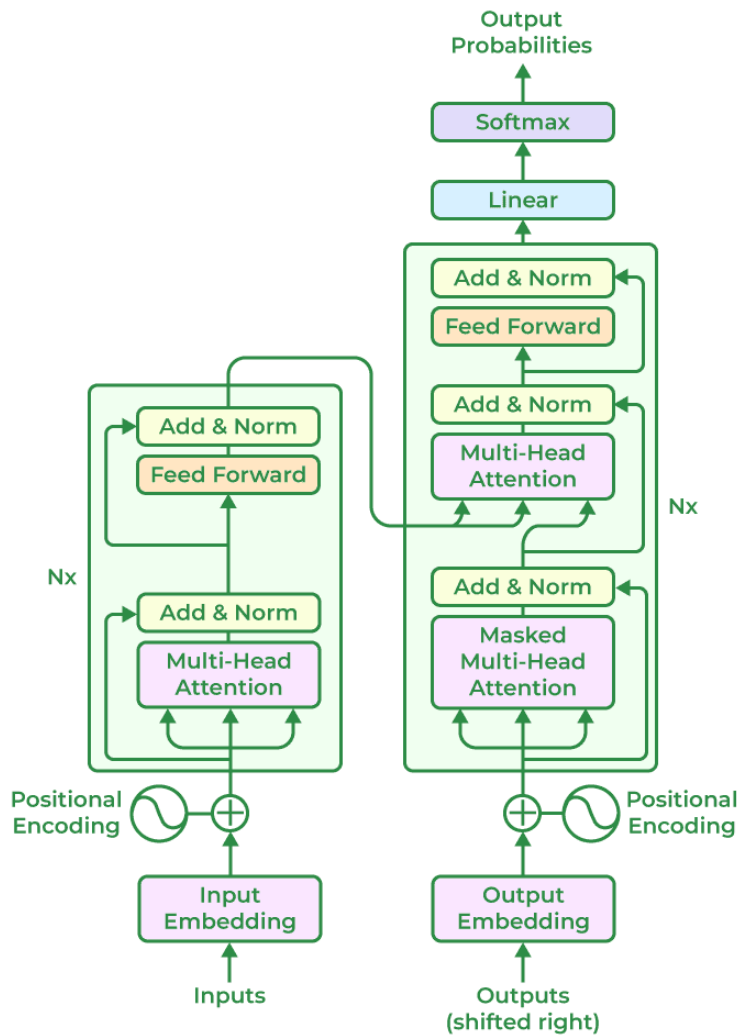 Output
Probabilities
Softmax
Linear
Add & Norm
Feed Forward
Add & Norm
Multi-Head
Attention
Nx
Add & Norm
Masked
Multi-Head
Attention
Positional
Encoding
Output
Embedding
Outputs
(shifted right)
Add & Norm
Feed Forward
Nx
Add & Norm
Multi-Head
Attention
Positional
Encoding
Input
Embedding
Inputs